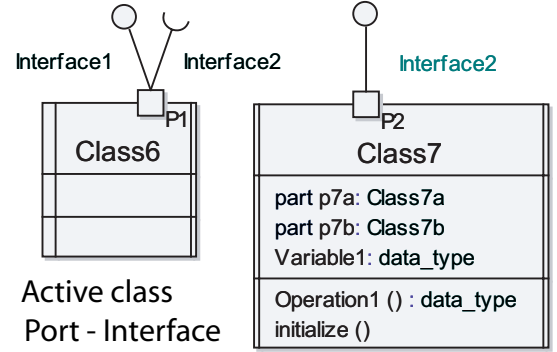 Interface1
Interface2
Interface2
P1
P2
Class6
Class7
part p7a: Class7a
part p7b: Class7b
Variable1: data_type
Operation1 () : data_type
initialize ()
Active class
Port - Interface